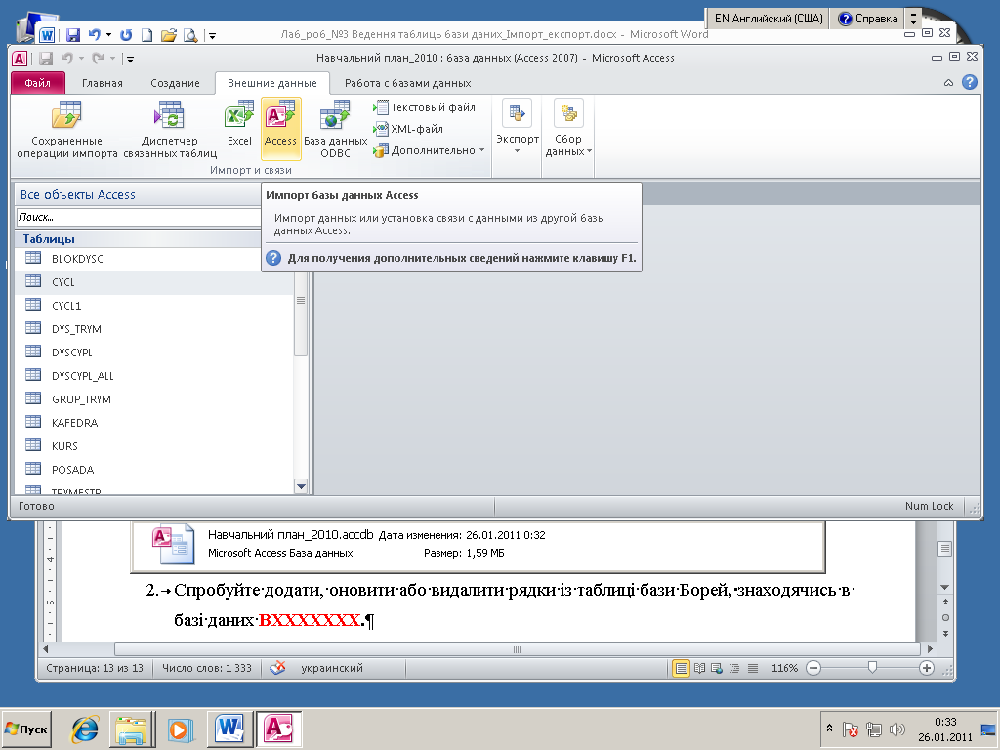 EN Английский (США)
Справка
Ла6_ро6_№3 Ведення таблиць бази даних_Імпорт_експорт.docx - Microsoft Word
Навчальний план_2010 : база данных (Access 2007) - Microsoft Access
Файл
Главная
Создание
Внешние данные
Работа с базами данных
Сохраненные
операции импорта
Диспетчер
связанных таблиц
Excel
Access
База данных
ODBC
Текстовый файл
XML-файл
Дополнительно
Экспорт
Сбор
данных
Импорт и связи
Все объекты Access
Поиск...
Импорт базы данных Access
Импорт данных или установка связи с данными из другой базы
данных Access.
Для получения дополнительных сведений нажмите клавишу F1.
Таблицы
BLOKDYSC
CYCL
CYCL1
DYS_TRYM
DYSCYPL
DYSCYPL_ALL
GRUP_TRYM
KAFEDRA
KURS
POSADA
TRYMESTR
Готово
Num Lock
Навчальний план_2010.accdb Дата изменения: 26.01.2011 0:32
Microsoft Access База данных Размер: 1,59 МБ
2.→Спробуйте·додати,·оновити·або·видалити·рядки·із·таблиці·бази·Борей,·знаходячись·в·
базі·даних·BXXXXXXX.¶
Страница: 13 из 13
Число слов: 1 333
украинский
116%
Пуск
0:33
26.01.2011